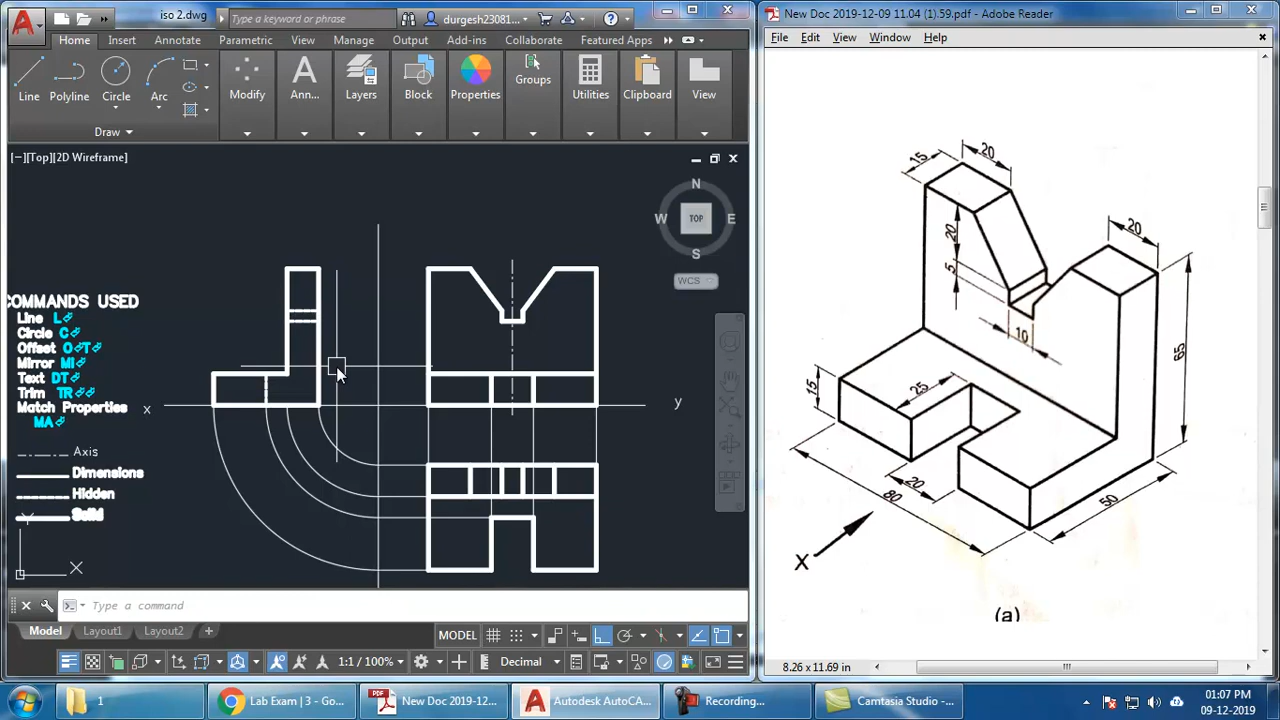 iso 2.dwg
Type a keyword or phrase
durgesh23081...
Home Insert Annotate Parametric View Manage Output Add-ins Collaborate Featured Apps
Line Polyline Circle Arc
Modify
Ann...
Layers
Block
Properties
Groups
Utilities
Clipboard
View
Draw
[−][Top][2D Wireframe]
N
W TOP E
S
WCS
COMMANDS USED
Line L
Circle C
Offset O T
Mirror MI
Text DT
Trim TR
Match Properties
MA
Axis
Dimensions
Hidden
Solid
x
y
Y
X
Type a command
Model Layout1 Layout2 +
MODEL
1:1 / 100%
Decimal
New Doc 2019-12-09 11.04 (1).59.pdf - Adobe Reader
File Edit View Window Help
15
20
20
20
5
10
65
15
25
20
80
50
X
(a)
8.26 x 11.69 in
1
Lab Exam | 3 - Go...
New Doc 2019-12...
Autodesk AutoCA...
Recording...
Camtasia Studio -...
01:07 PM
09-12-2019